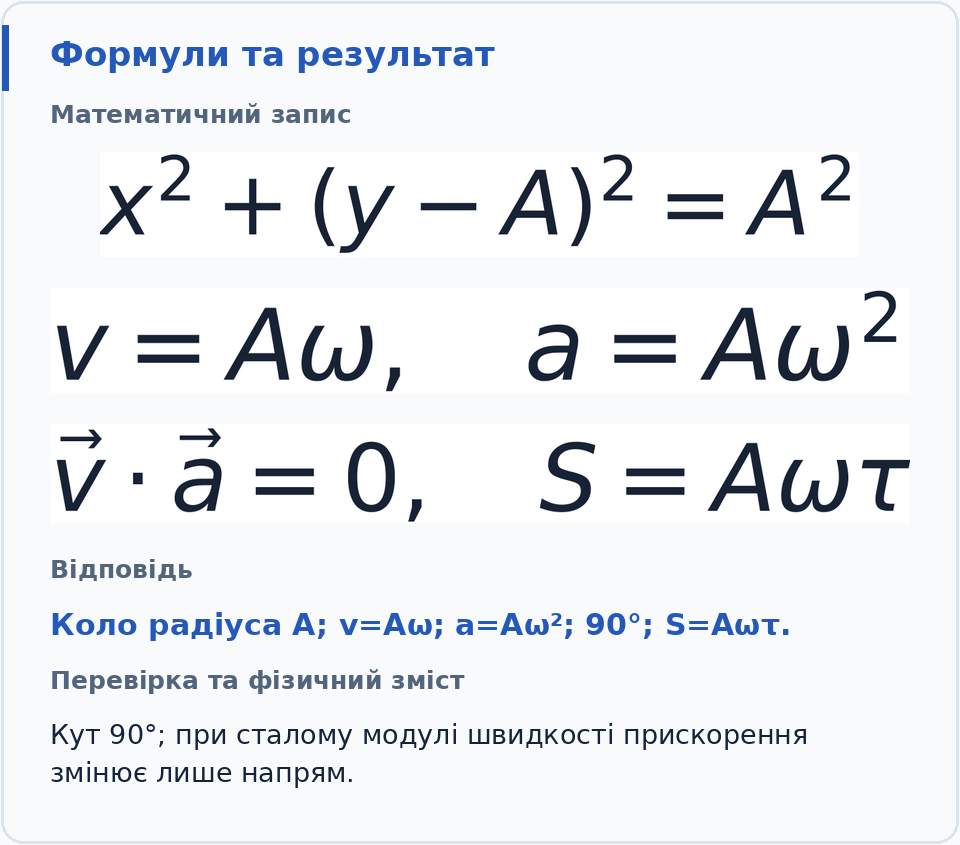 Формули та результат
Математичний запис
x² + (y − A)² = A²
v = Aω, a = Aω²
v⃗ · a⃗ = 0, S = Aωτ
Відповідь
Коло радіуса A; v=Aω; a=Aω²; 90°; S=Aωτ.
Перевірка та фізичний зміст
Кут 90°; при сталому модулі швидкості прискорення
змінює лише напрям.